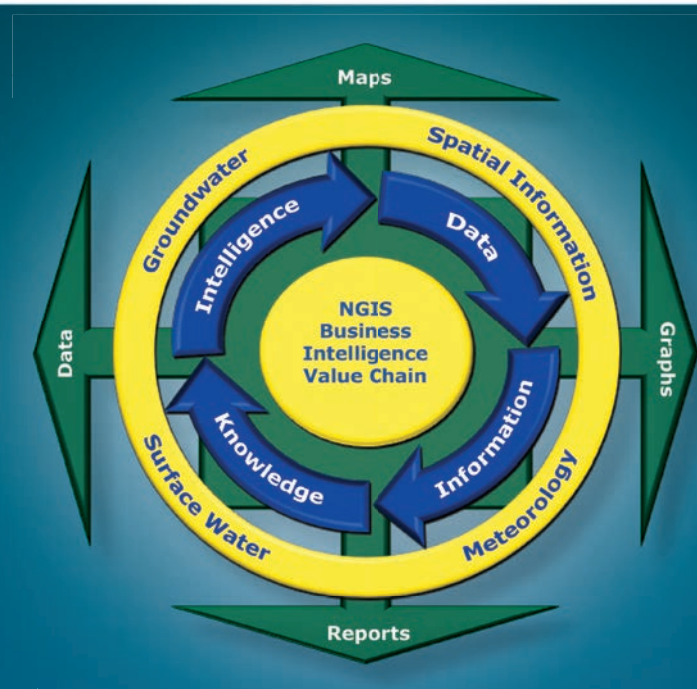 Maps
Groundwater
Spatial Information
Intelligence
Data
NGIS
Business
Intelligence
Value Chain
Data
Graphs
Knowledge
Information
Surface Water
Meteorology
Reports